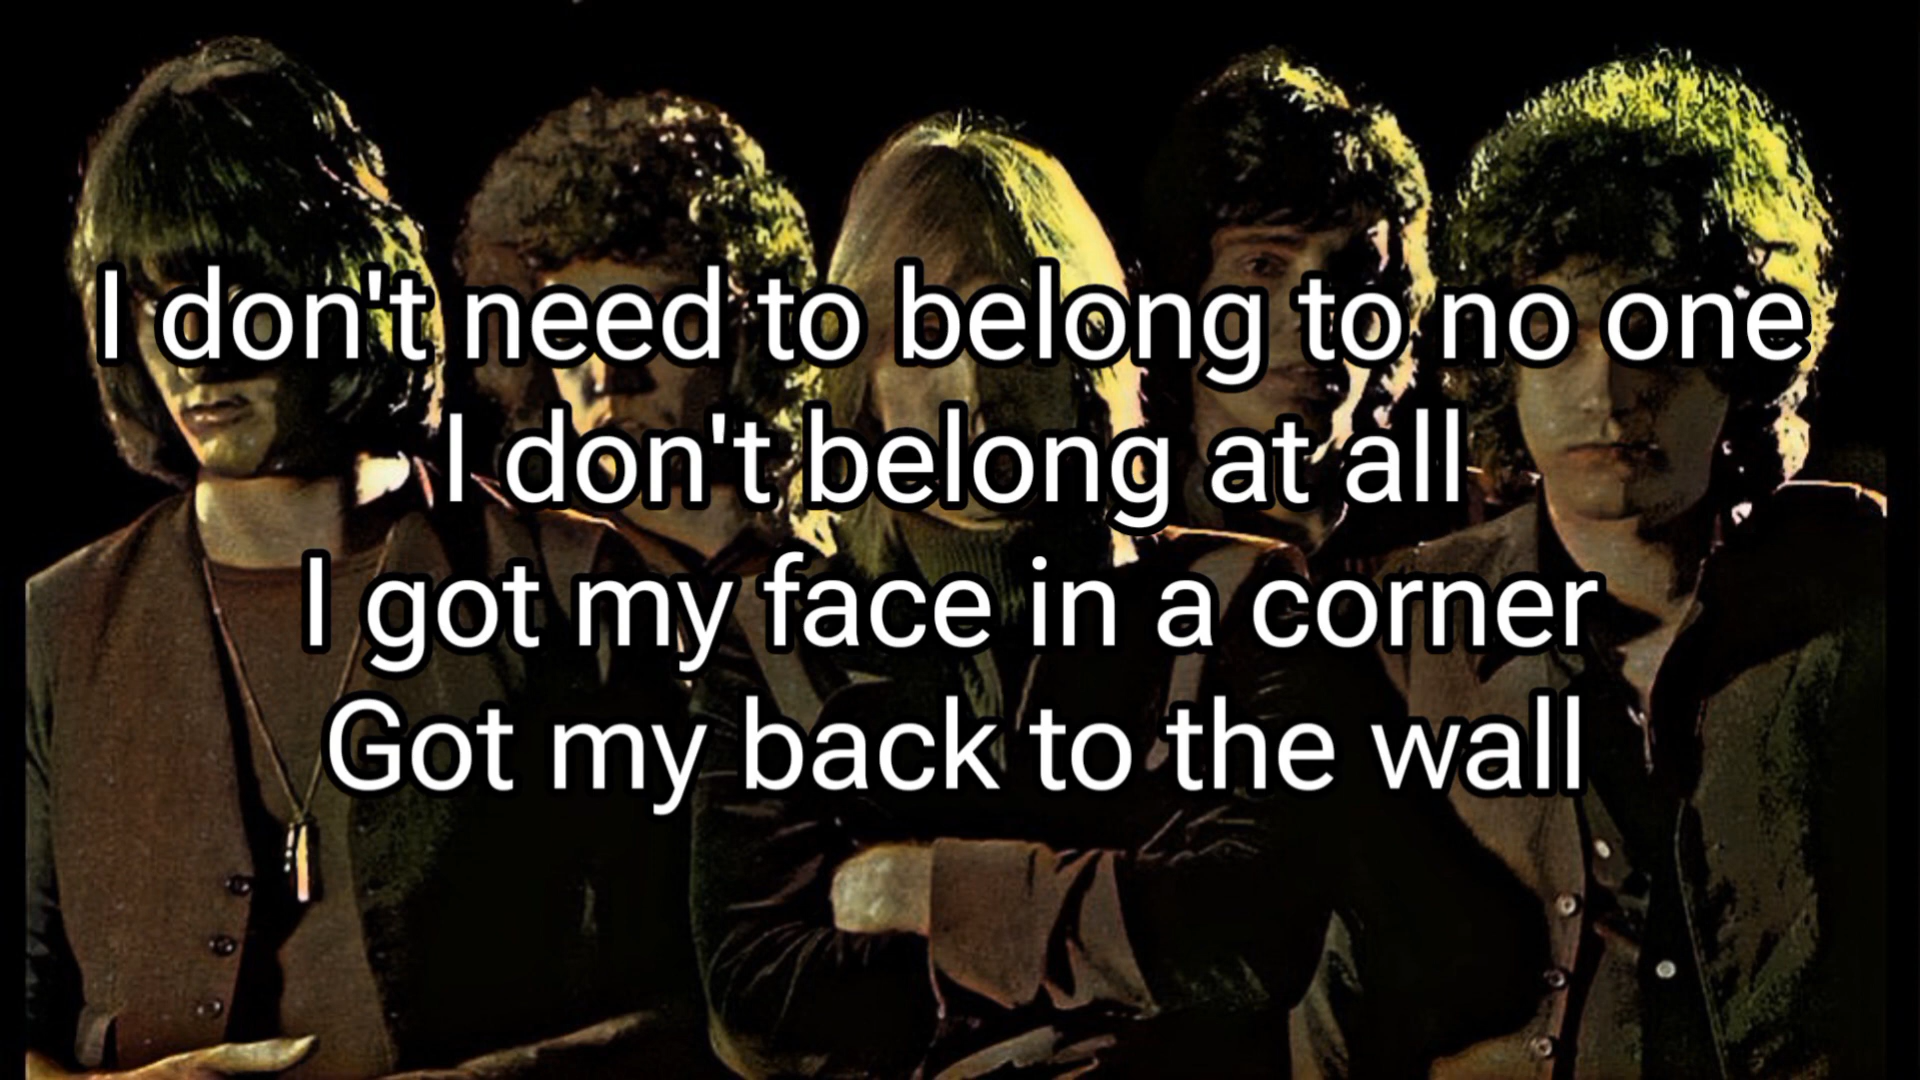 I don't need to belong to no one
I don't belong at all
I got my face in a corner
Got my back to the wall